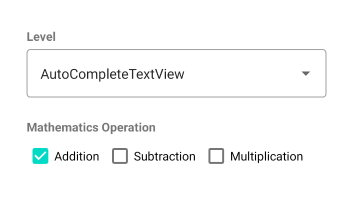 Level
AutoCompleteTextView
Mathematics Operation
Addition Subtraction Multiplication